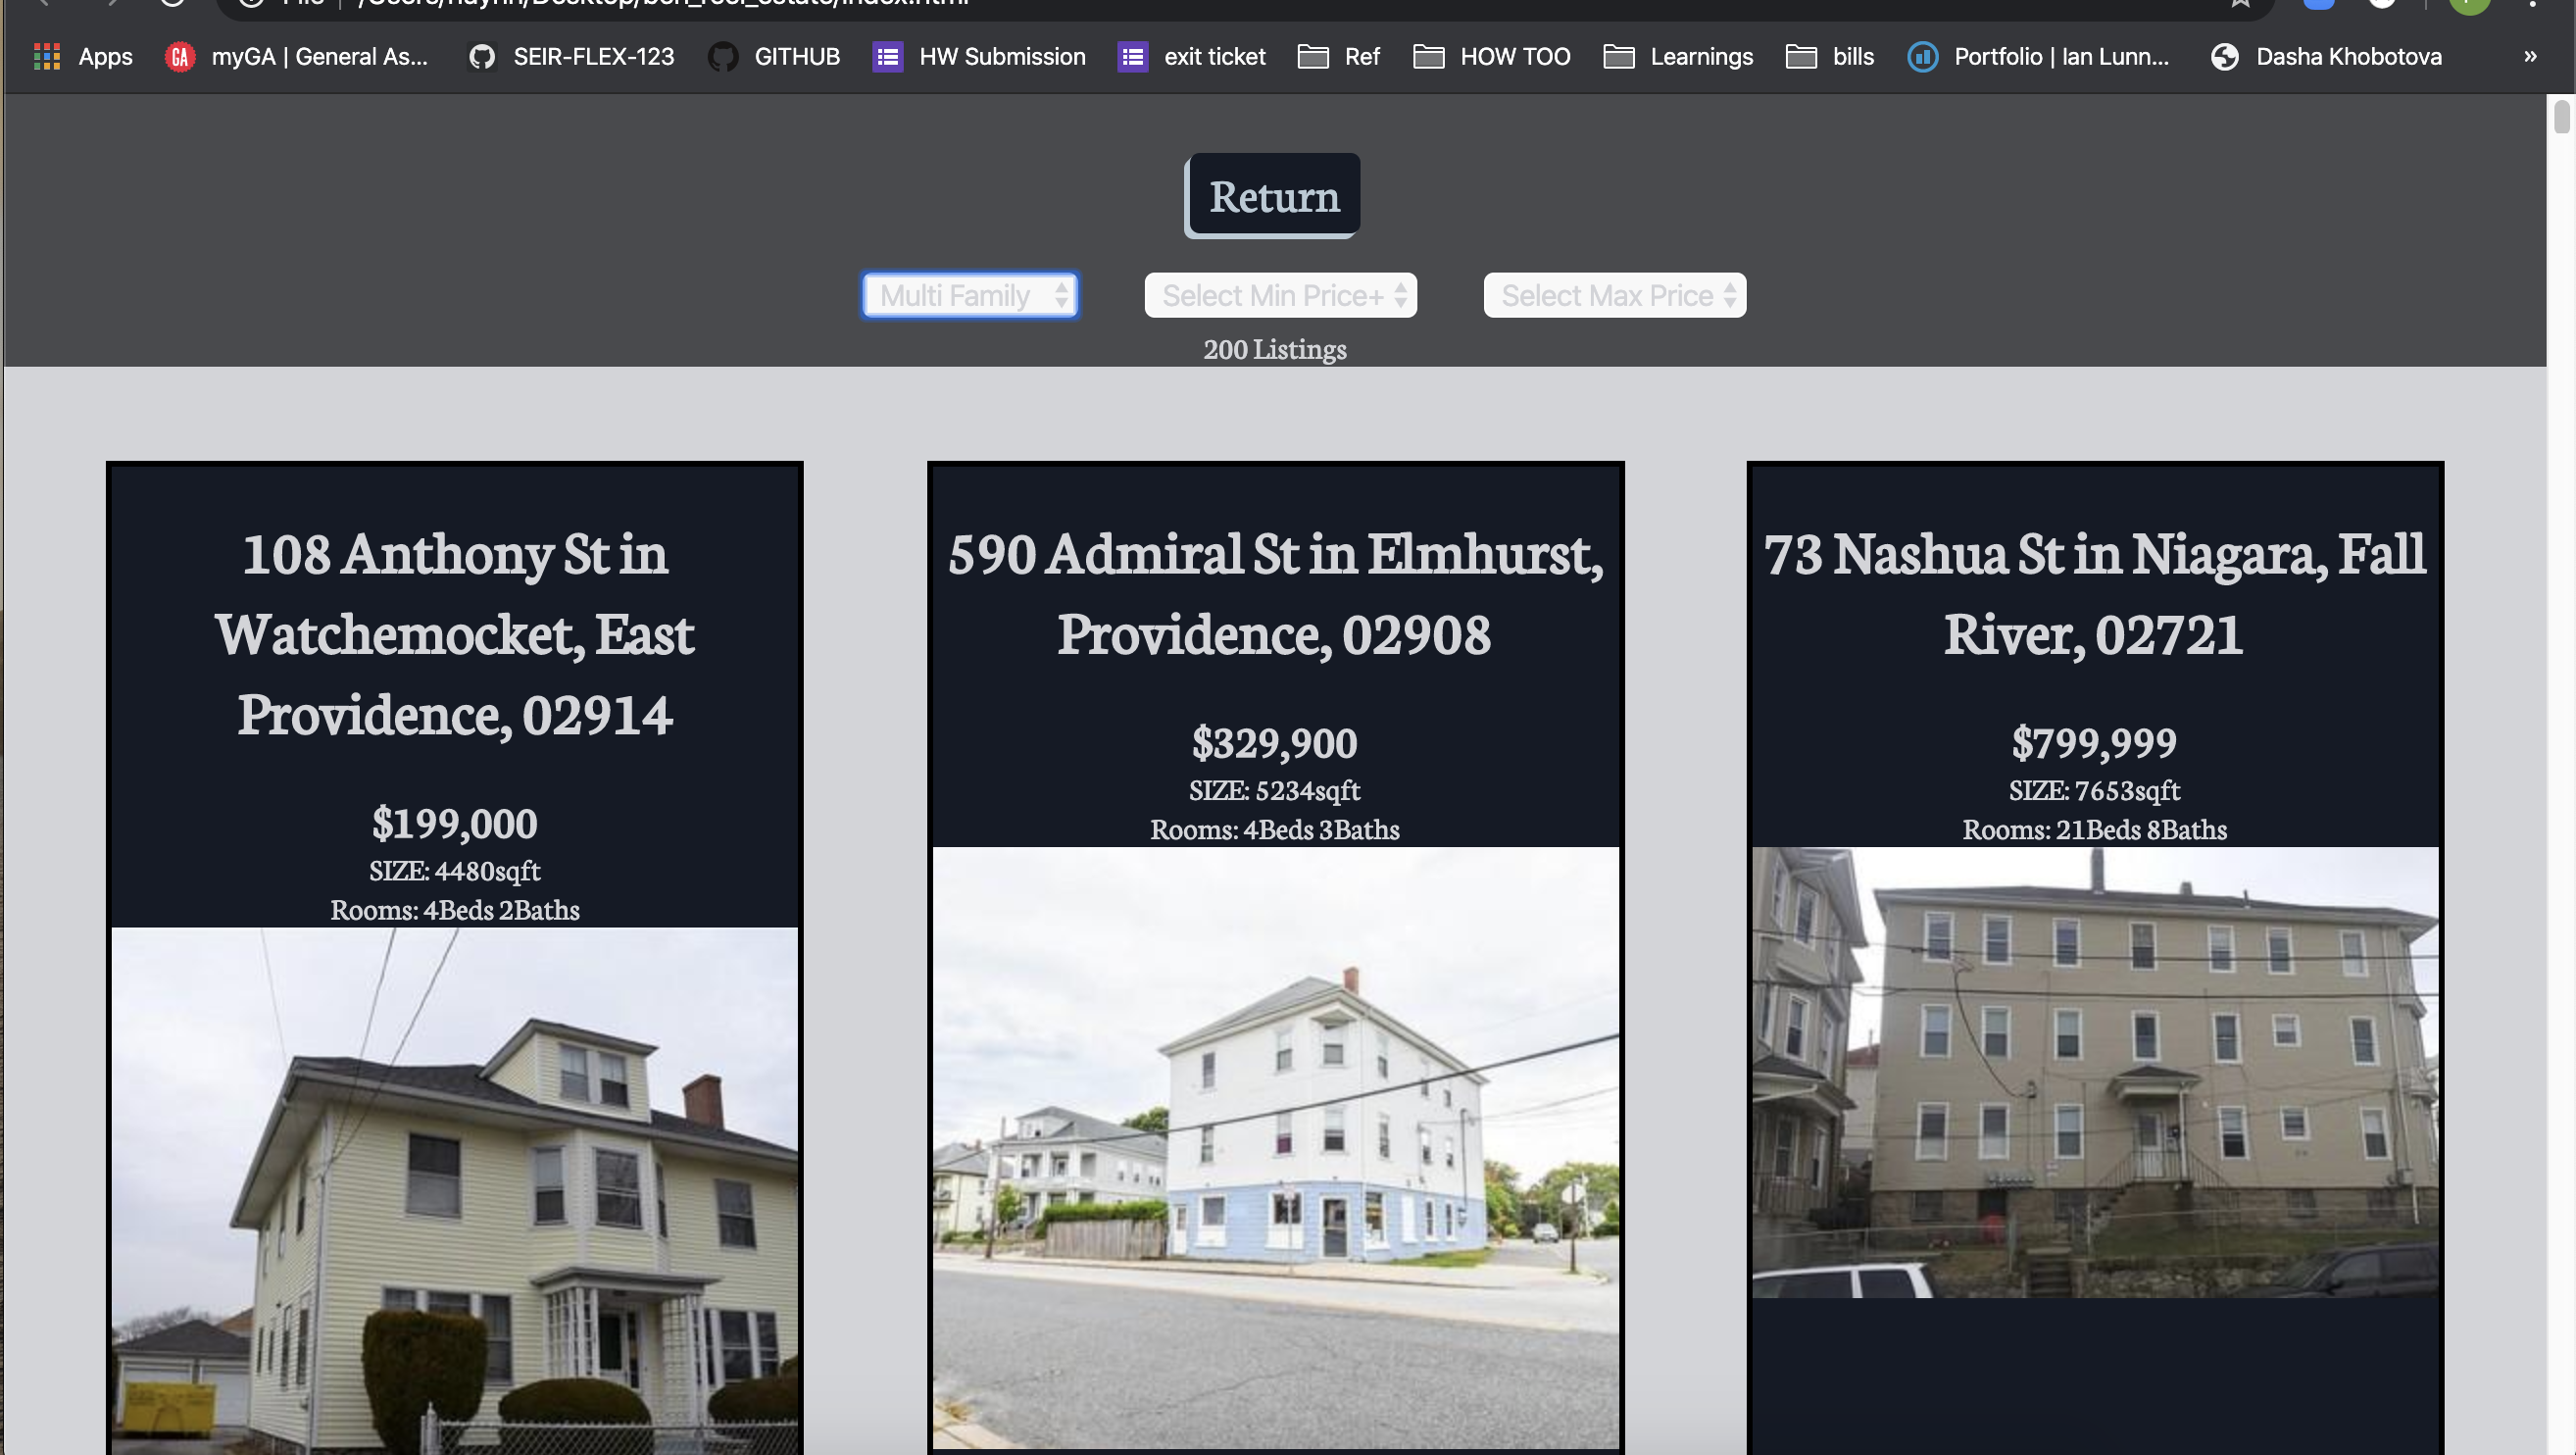 Apps
myGA | General As...
SEIR-FLEX-123
GITHUB
HW Submission
exit ticket
Ref
HOW TOO
Learnings
bills
Portfolio | Ian Lunn...
Dasha Khobotova
»
Return
Multi Family
Select Min Price+
Select Max Price
200 Listings
108 Anthony St in
Watchemocket, East
Providence, 02914
$199,000
SIZE: 4480sqft
Rooms: 4Beds 2Baths
590 Admiral St in Elmhurst,
Providence, 02908
$329,900
SIZE: 5234sqft
Rooms: 4Beds 3Baths
73 Nashua St in Niagara, Fall
River, 02721
$799,999
SIZE: 7653sqft
Rooms: 21Beds 8Baths